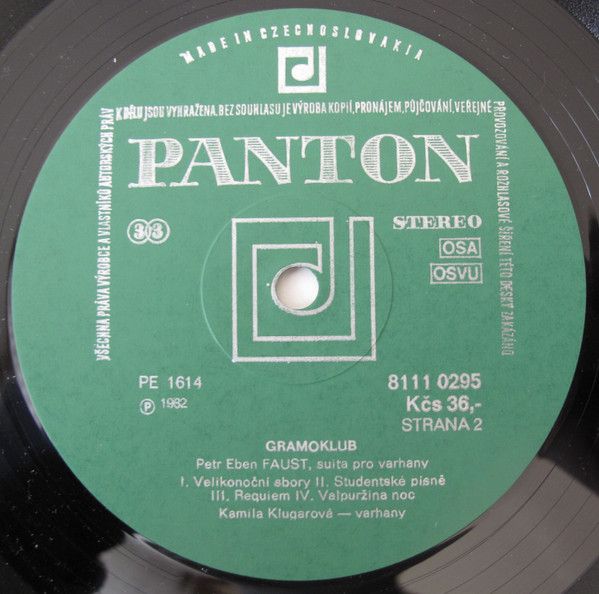 MADE IN CZECHOSLOVAKIA
VŠECHNA PRÁVA VÝROBCE A VLASTNÍKŮ AUTORSKÝCH PRÁV
K DÍLU JSOU VYHRAŽENA. BEZ SOUHLASU JE VÝROBA KOPIÍ, PRONÁJEM, PŮJČOVÁNÍ, VEŘEJNÉ
PROVOZOVÁNÍ A ROZHLASOVÉ ŠÍŘENÍ TÉTO DESKY ZAKÁZÁNO
PANTON
33
STEREO
OSA
OSVU
PE 1614
Ⓟ 1982
8111 0295
Kčs 36,-
STRANA 2
GRAMOKLUB
Petr Eben FAUST, suita pro varhany
I. Velikonoční sbory II. Studentské písně
III. Requiem IV. Valpuržina noc
Kamila Klugarová — varhany